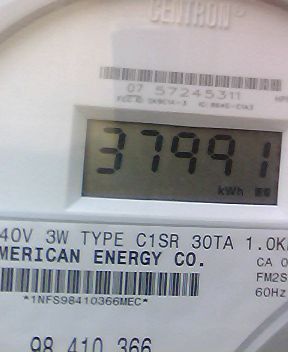 CENTRON®
07 57245311
37991
kWh
40V 3W TYPE C1SR 30TA 1.0K
MERICAN ENERGY CO.
CA 0
FM2S
*1NFS98410366MEC*
60Hz
98 410 366